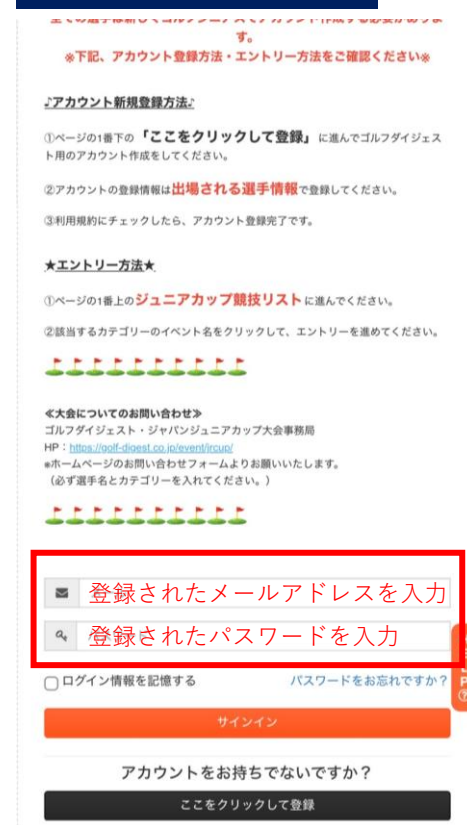 す。
※下記、アカウント登録方法・エントリー方法をご確認ください※
♪アカウント新規登録方法♪
①ページの1番下の「ここをクリックして登録」に進んでゴルフダイジェス
ト用のアカウント作成をしてください。
②アカウントの登録情報は出場される選手情報で登録してください。
③利用規約にチェックしたら、アカウント登録完了です。
★エントリー方法★
①ページの1番上のジュニアカップ競技リストに進んでください。
②該当するカテゴリーのイベント名をクリックして、エントリーを進めてください。
≪大会についてのお問い合わせ≫
ゴルフダイジェスト・ジャパンジュニアカップ大会事務局
HP：https://golf-digest.co.jp/event/jrcup/
※ホームページのお問い合わせフォームよりお願いいたします。
（必ず選手名とカテゴリーを入れてください。）
登録されたメールアドレスを入力
登録されたパスワードを入力
ログイン情報を記憶する
パスワードをお忘れですか？
サインイン
アカウントをお持ちでないですか？
ここをクリックして登録